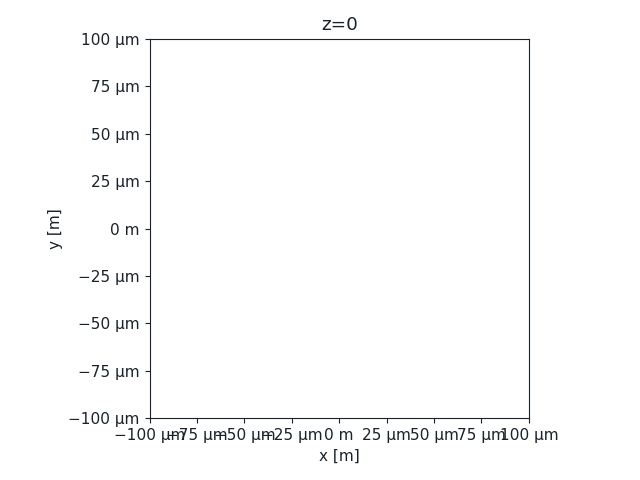 z=0
100 µm
75 µm
50 µm
25 µm
0 m
−25 µm
−50 µm
−75 µm
−100 µm
y [m]
−100 µm −75 µm −50 µm −25 µm 0 m 25 µm 50 µm 75 µm 100 µm
x [m]